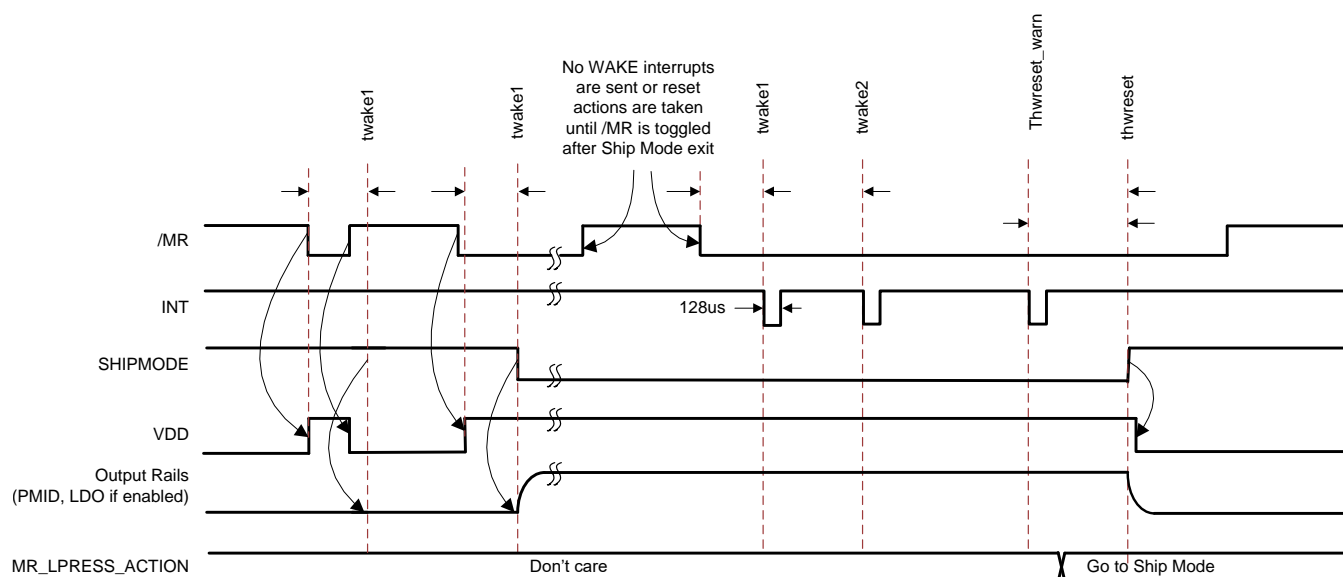 twake1
twake1
No WAKE interrupts
are sent or reset
actions are taken
until /MR is toggled
after Ship Mode exit
twake1
twake2
Thwreset_warn
thwreset
/MR
INT
128us
SHIPMODE
VDD
Output Rails
(PMID, LDO if enabled)
MR_LPRESS_ACTION
Don't care
Go to Ship Mode